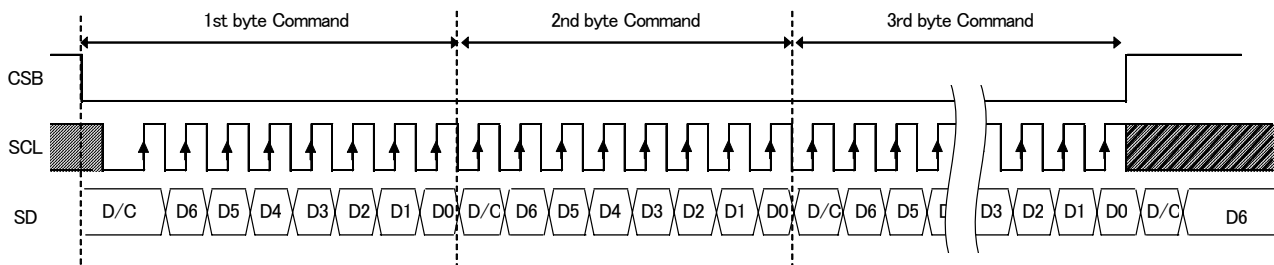 1st byte Command 2nd byte Command 3rd byte Command
CSB
SCL
SD D/C D6 D5 D4 D3 D2 D1 D0 D/C D6 D5 D4 D3 D2 D1 D0 D/C D6 D5 D3 D2 D1 D0 D/C D6